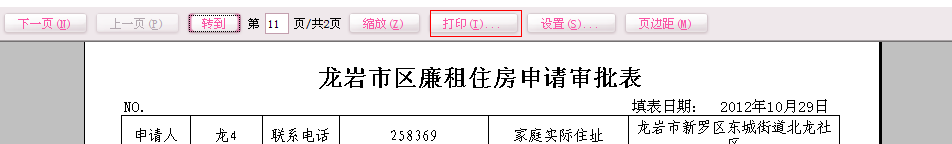 下一页(N) 上一页(P) 转到 第 11 页/共2页 缩放(Z) 打印(T)... 设置(S)... 页边距(M)
龙岩市区廉租住房申请审批表
NO. 填表日期: 2012年10月29日
申请人 龙4 联系电话 258369 家庭实际住址 龙岩市新罗区东城街道北龙社